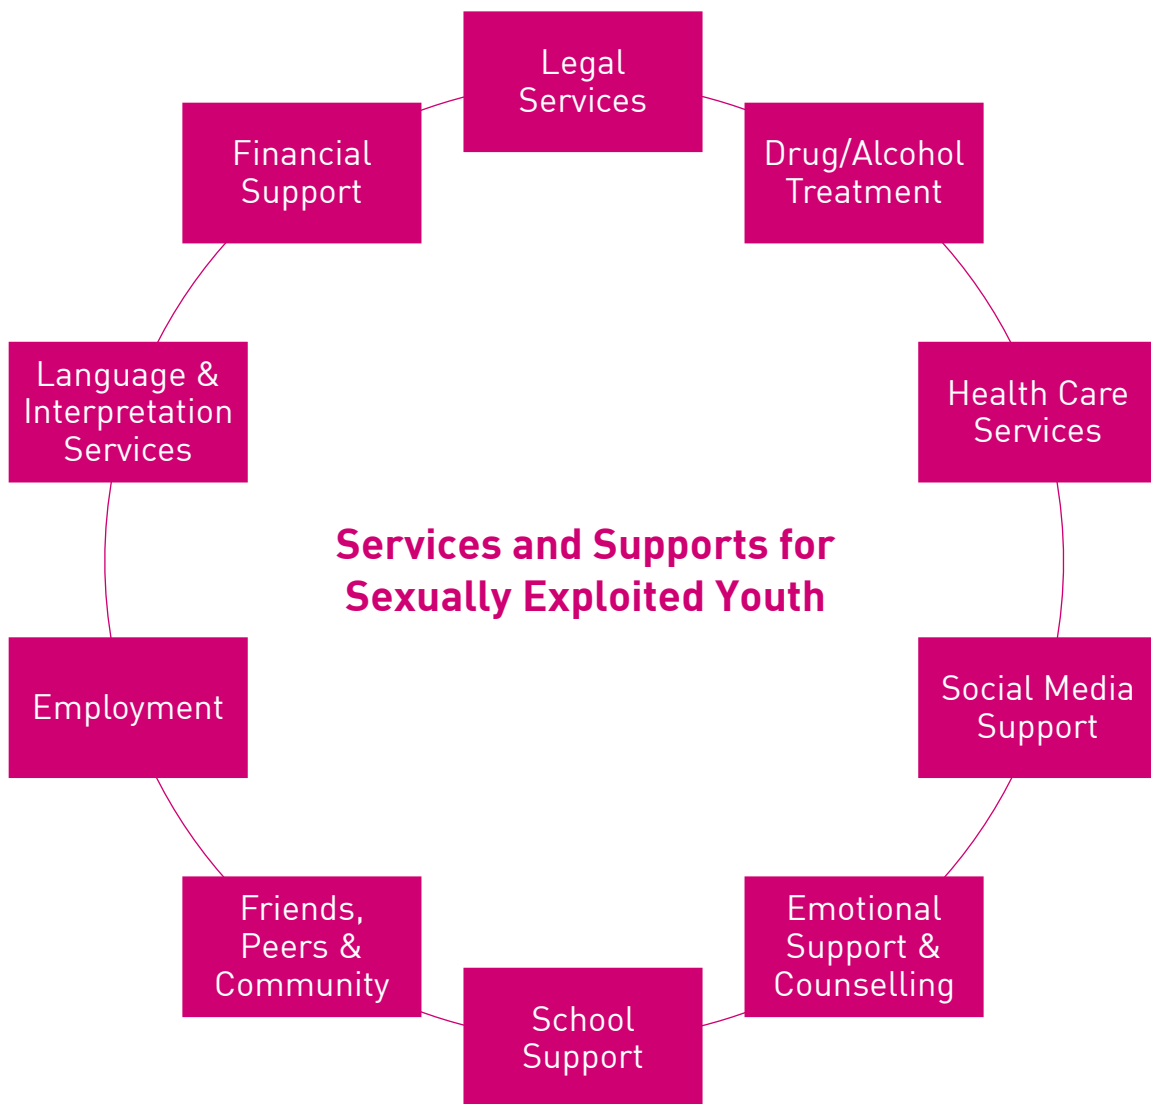 Legal
Services
Drug/Alcohol
Treatment
Health Care
Services
Social Media
Support
Emotional
Support &
Counselling
School
Support
Friends,
Peers &
Community
Employment
Language &
Interpretation
Services
Financial
Support
Services and Supports for
Sexually Exploited Youth